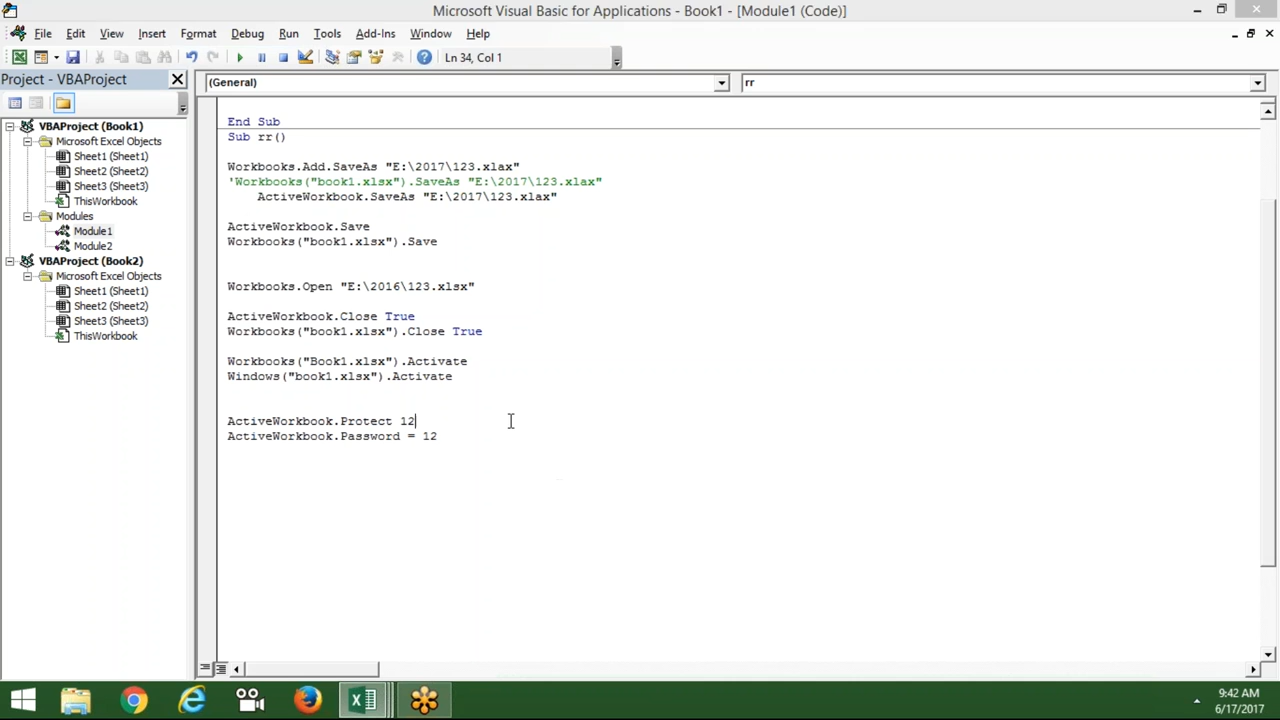 Microsoft Visual Basic for Applications - Book1 - [Module1 (Code)]
File Edit View Insert Format Debug Run Tools Add-Ins Window Help
Ln 34, Col 1
Project - VBAProject
(General)
rr
VBAProject (Book1)
Microsoft Excel Objects
Sheet1 (Sheet1)
Sheet2 (Sheet2)
Sheet3 (Sheet3)
ThisWorkbook
Modules
Module1
Module2
VBAProject (Book2)
Microsoft Excel Objects
Sheet1 (Sheet1)
Sheet2 (Sheet2)
Sheet3 (Sheet3)
ThisWorkbook
End Sub
Sub rr()
Workbooks.Add.SaveAs "E:\2017\123.xlax"
'Workbooks("book1.xlsx").SaveAs "E:\2017\123.xlax"
ActiveWorkbook.SaveAs "E:\2017\123.xlax"
ActiveWorkbook.Save
Workbooks("book1.xlsx").Save
Workbooks.Open "E:\2016\123.xlsx"
ActiveWorkbook.Close True
Workbooks("book1.xlsx").Close True
Workbooks("Book1.xlsx").Activate
Windows("book1.xlsx").Activate
ActiveWorkbook.Protect 12
ActiveWorkbook.Password = 12
9:42 AM
6/17/2017